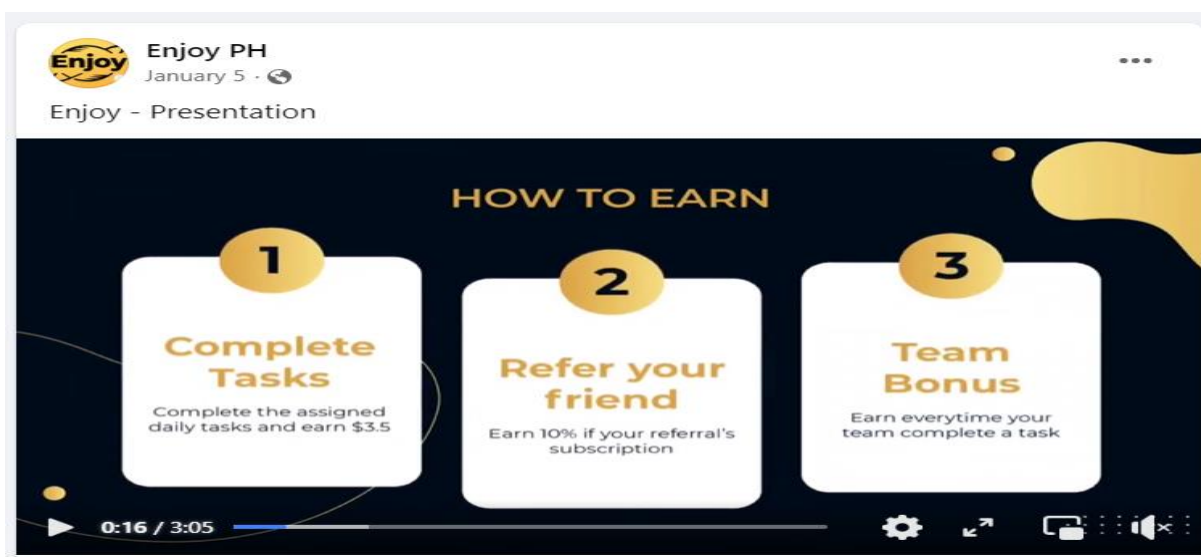 Enjoy
Enjoy PH
January 5 ·
Enjoy - Presentation
HOW TO EARN
1
Complete
Tasks
Complete the assigned
daily tasks and earn $3.5
2
Refer your
friend
Earn 10% if your referral's
subscription
3
Team
Bonus
Earn everytime your
team complete a task
0:16 / 3:05